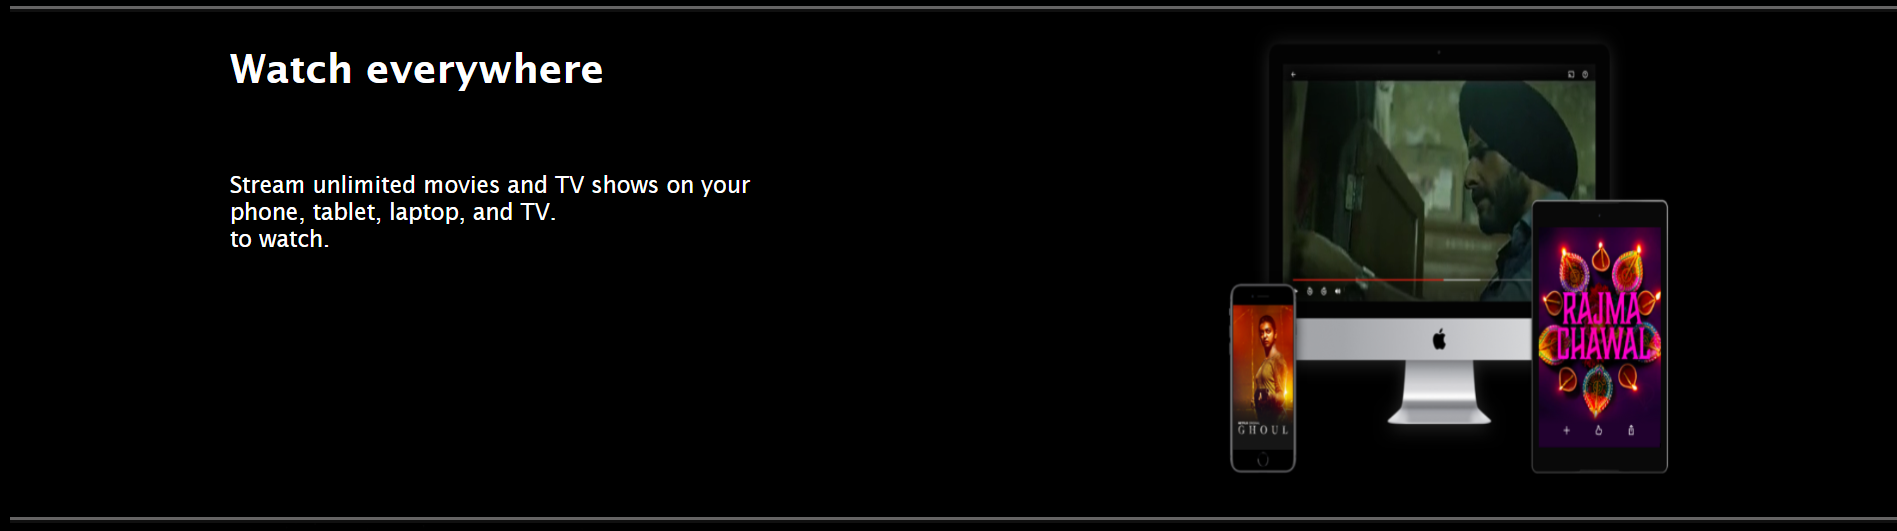 Watch everywhere
Stream unlimited movies and TV shows on your
phone, tablet, laptop, and TV.
to watch.
RAJMA
CHAWAL
GHOUL